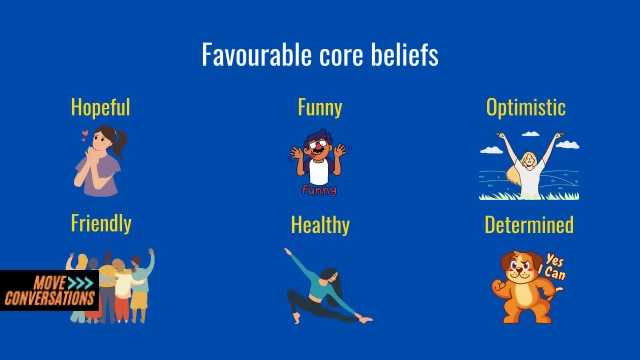 Favourable core beliefs
Hopeful
Funny
Optimistic
Funny
Friendly
Healthy
Determined
Yes
I Can
MOVE
CONVERSATIONS